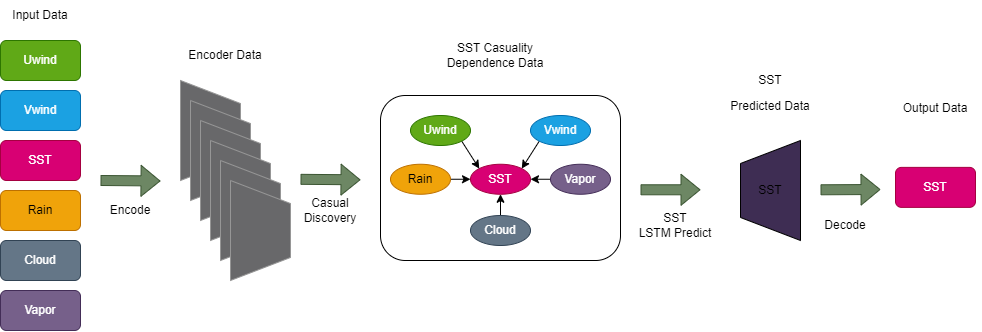 Input Data
Uwind
Vwind
SST
Rain
Cloud
Vapor
Encode
Encoder Data
Casual
Discovery
SST Casuality
Dependence Data
Uwind
Vwind
Rain
SST
Vapor
Cloud
SST
LSTM Predict
SST
Predicted Data
SST
Decode
Output Data
SST